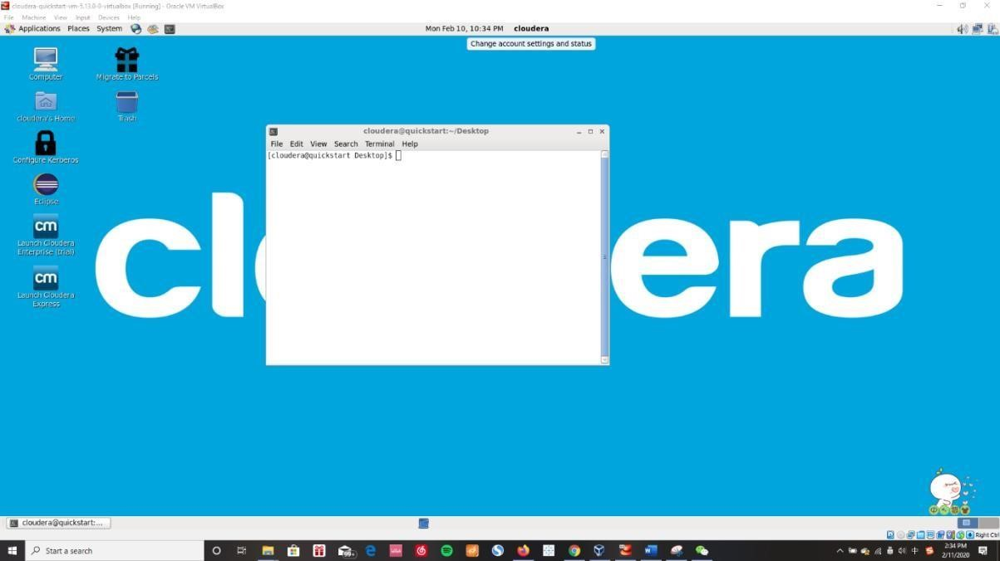 cloudera-quickstart-vm-5.13.0-0-virtualbox [Running] - Oracle VM VirtualBox
File Machine View Input Devices Help
Applications Places System Mon Feb 10, 10:34 PM cloudera
Change account settings and status
Computer
Migrate to Parcels
cloudera's Home
Trash
Configure Kerberos
Eclipse
cm
Launch Cloudera
Enterprise (trial)
cm
Launch Cloudera
Express
cloudera@quickstart:~/Desktop
File Edit View Search Terminal Help
[cloudera@quickstart Desktop]$
cl
era
cloudera@quickstart:...
Right Ctrl
Start a search
99+
中
2:34 PM
2/11/2020